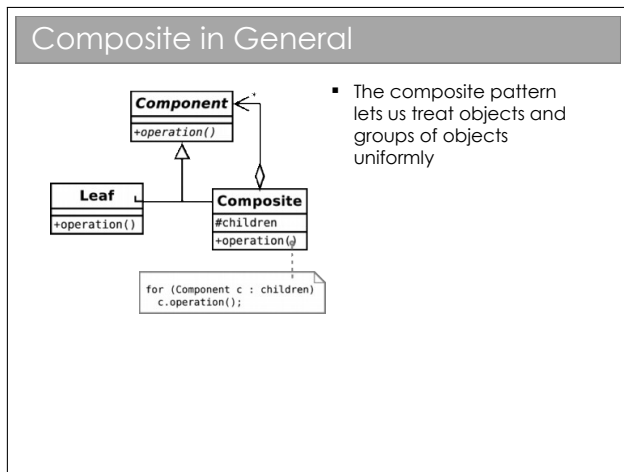 Composite in General
Component
*
+operation()
Leaf
+operation()
Composite
#children
+operation()
for (Component c : children)
c.operation();
▪ The composite pattern
lets us treat objects and
groups of objects
uniformly